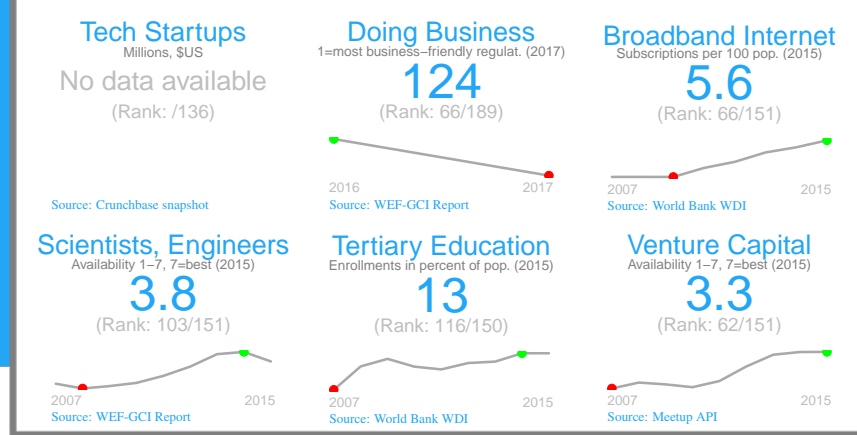 Tech Startups
Millions, $US
No data available
(Rank: /136)
Source: Crunchbase snapshot
Doing Business
1=most business−friendly regulat. (2017)
124
(Rank: 66/189)
2016 2017
Source: WEF-GCI Report
Broadband Internet
Subscriptions per 100 pop. (2015)
5.6
(Rank: 66/151)
2007 2015
Source: World Bank WDI
Scientists, Engineers
Availability 1−7, 7=best (2015)
3.8
(Rank: 103/151)
2007 2015
Source: WEF-GCI Report
Tertiary Education
Enrollments in percent of pop. (2015)
13
(Rank: 116/150)
2007 2015
Source: World Bank WDI
Venture Capital
Availability 1−7, 7=best (2015)
3.3
(Rank: 62/151)
2007 2015
Source: Meetup API